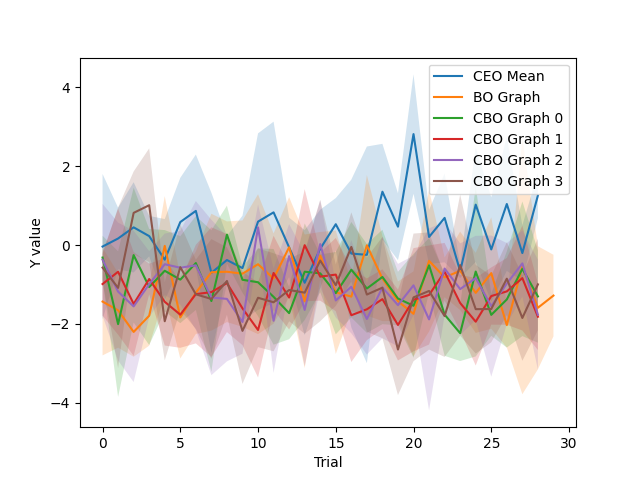 CEO Mean
BO Graph
CBO Graph 0
CBO Graph 1
CBO Graph 2
CBO Graph 3
Y value
4
2
0
−2
−4
0 5 10 15 20 25 30
Trial